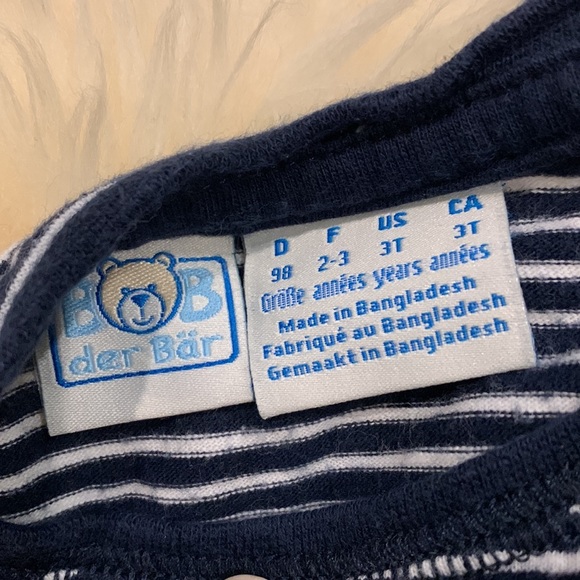 BOB
der Bär
D F US CA
98 2-3 3T 3T
Größe années years années
Made in Bangladesh
Fabriqué au Bangladesh
Gemaakt in Bangladesh